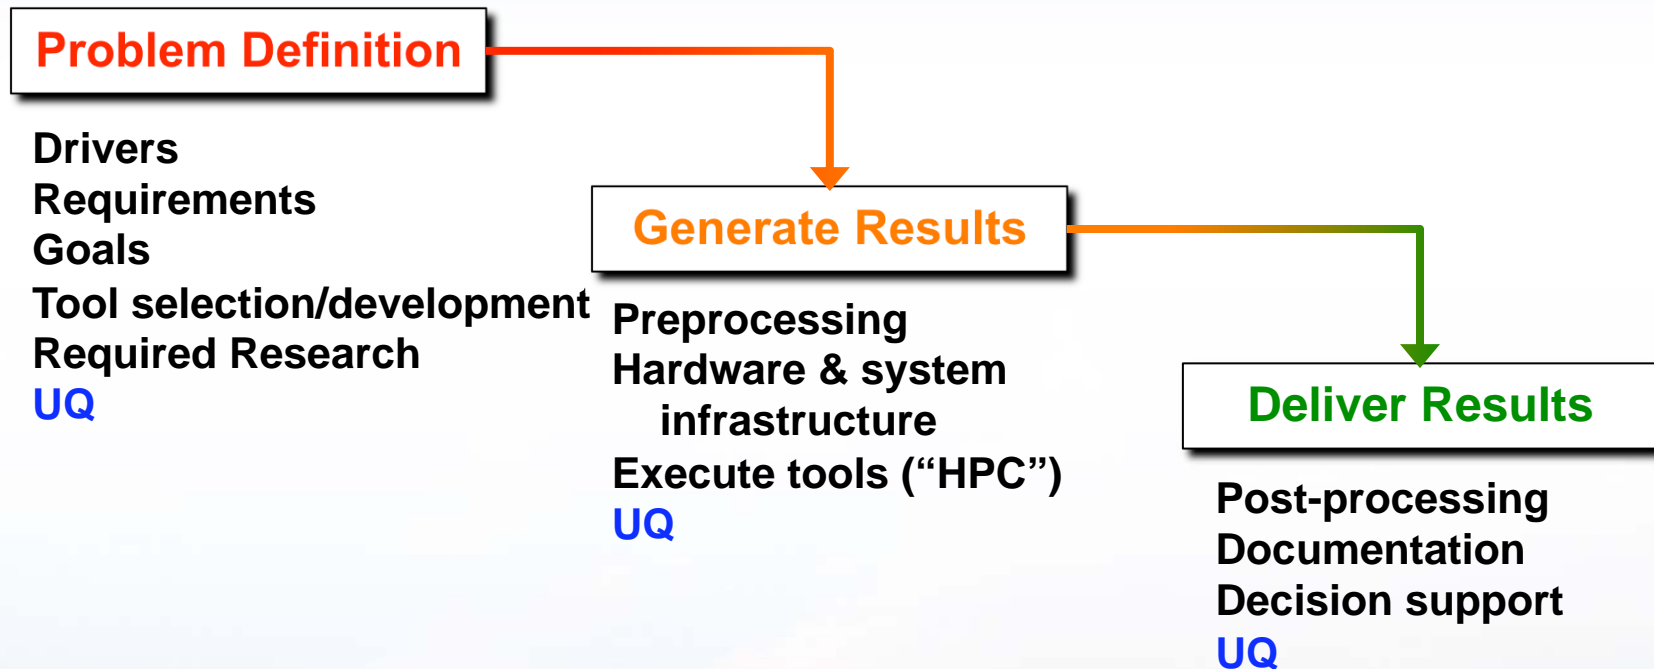 Problem Definition
Drivers
Requirements
Goals
Tool selection/development
Required Research
UQ
Generate Results
Preprocessing
Hardware & system
infrastructure
Execute tools (“HPC”)
UQ
Deliver Results
Post-processing
Documentation
Decision support
UQ